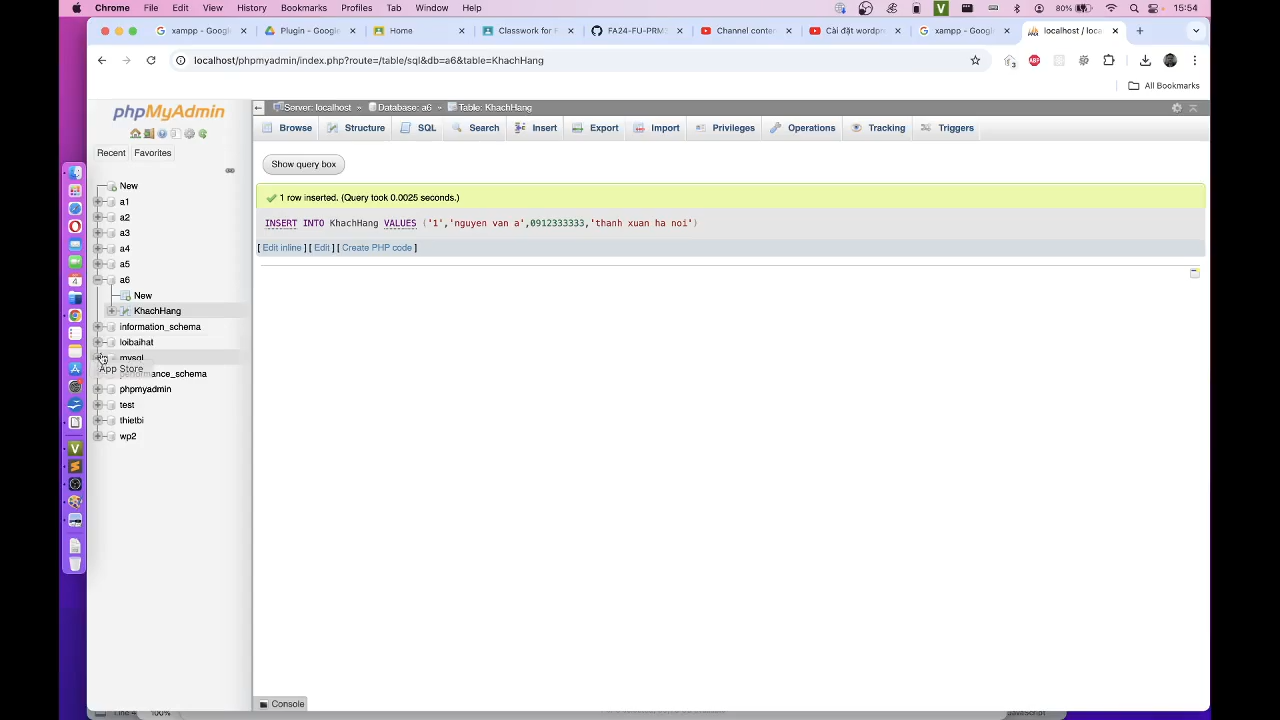 Chrome File Edit View History Bookmarks Profiles Tab Window Help 80% 15:54
xampp - Googl Plugin - Google Home Classwork for F FA24-FU-PRM: Channel conten Cài đặt wordpr xampp - Googl localhost / loca
localhost/phpmyadmin/index.php?route=/table/sql&db=a6&table=KhachHang
All Bookmarks
phpMyAdmin
Server: localhost » Database: a6 » Table: KhachHang
Browse Structure SQL Search Insert Export Import Privileges Operations Tracking Triggers
Recent Favorites
Show query box
New
a1
1 row inserted. (Query took 0.0025 seconds.)
a2
INSERT INTO KhachHang VALUES ('1','nguyen van a',0912333333,'thanh xuan ha noi')
a3
[ Edit inline ] [ Edit ] [ Create PHP code ]
a4
a5
a6
New
KhachHang
information_schema
loibaihat
mysql
App Store
performance_schema
phpmyadmin
test
thietbi
wp2
Console